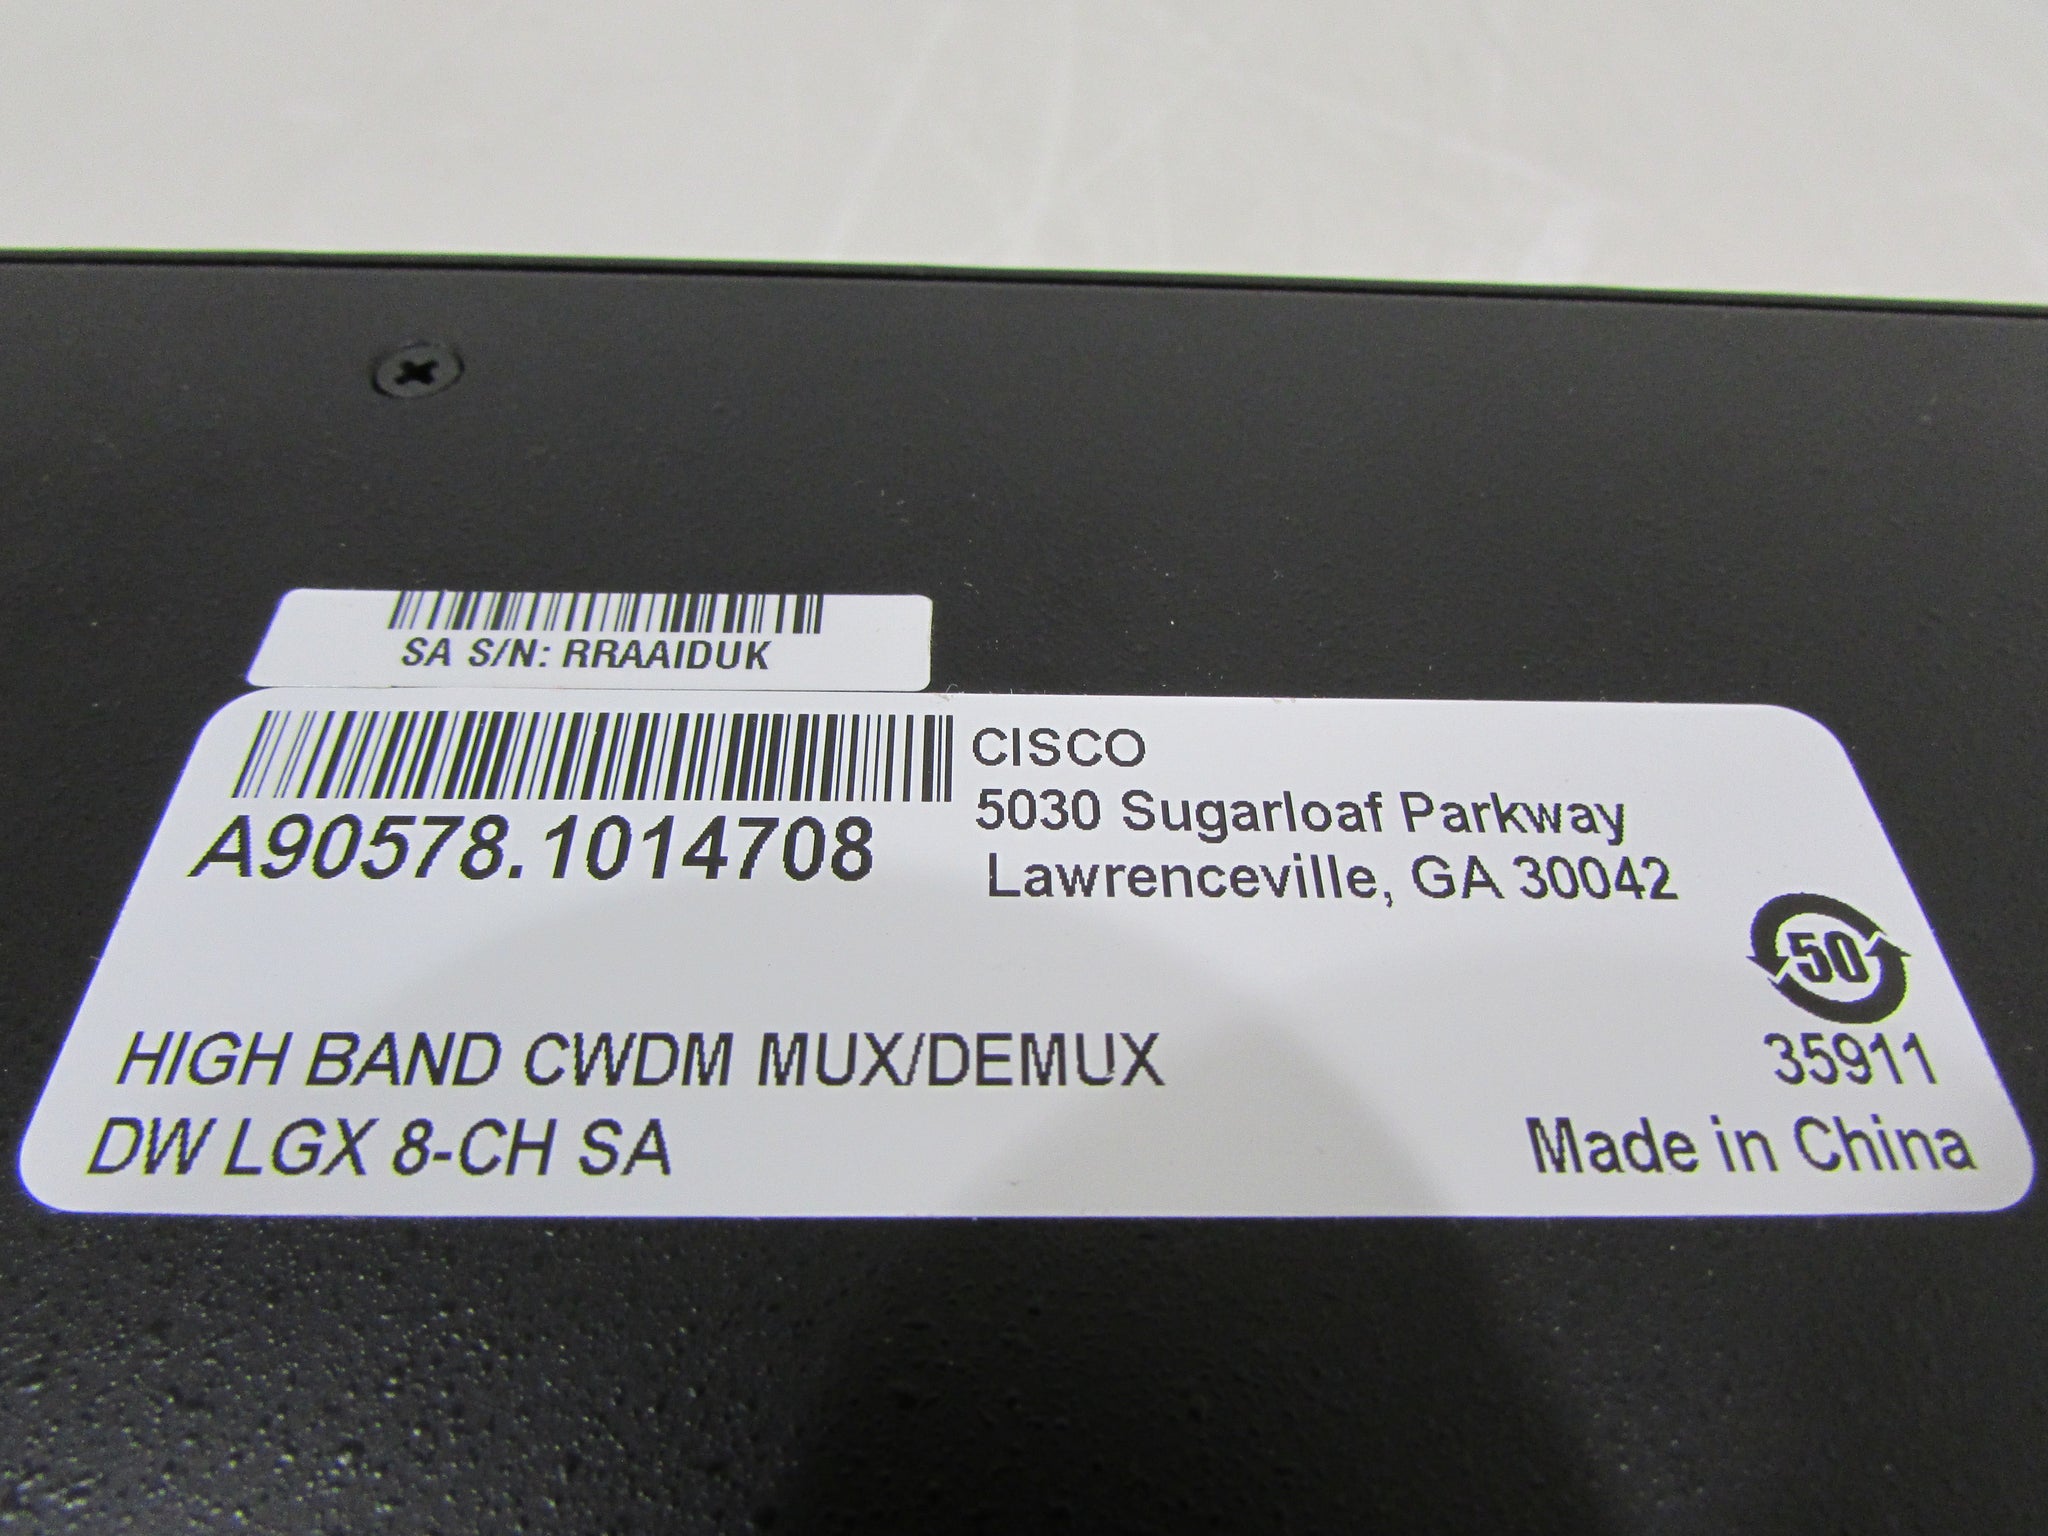 SA S/N: RRAAIDUK
A90578.1014708
CISCO
5030 Sugarloaf Parkway
Lawrenceville, GA 30042
50
35911
HIGH BAND CWDM MUX/DEMUX
DW LGX 8-CH SA
Made in China